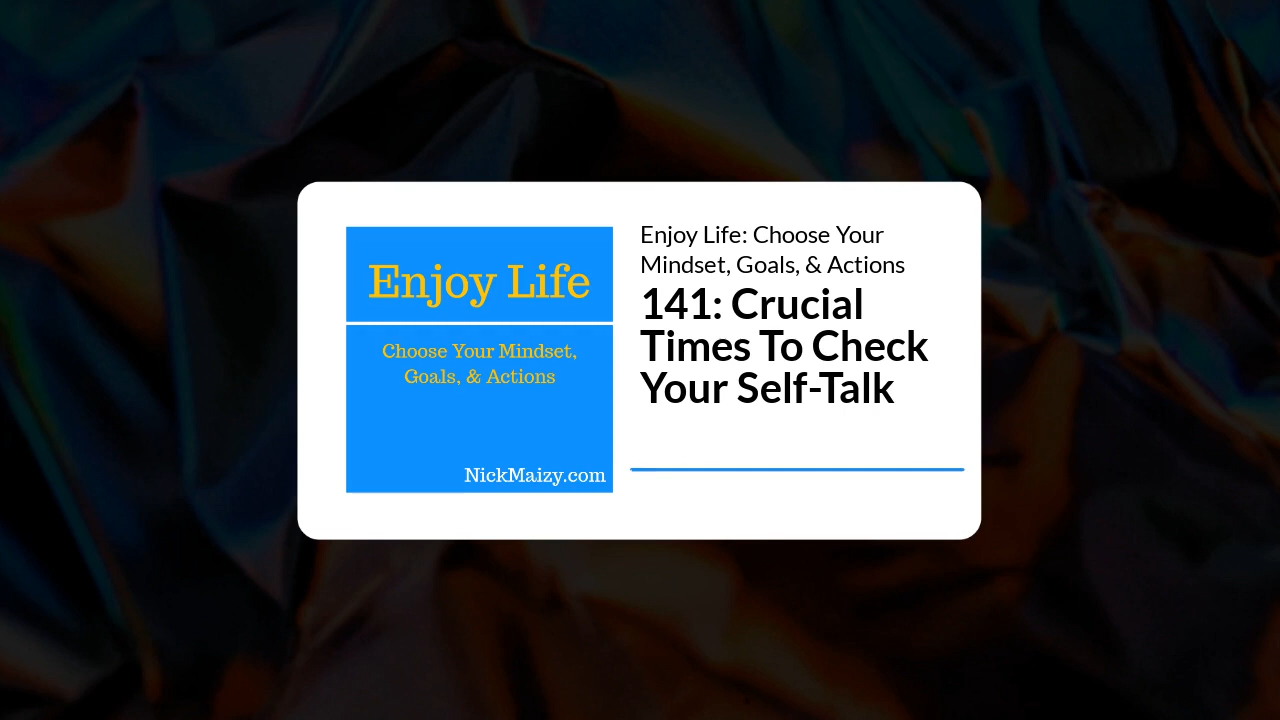 Enjoy Life
Choose Your Mindset,
Goals, & Actions
NickMaizy.com
Enjoy Life: Choose Your
Mindset, Goals, & Actions
141: Crucial
Times To Check
Your Self-Talk